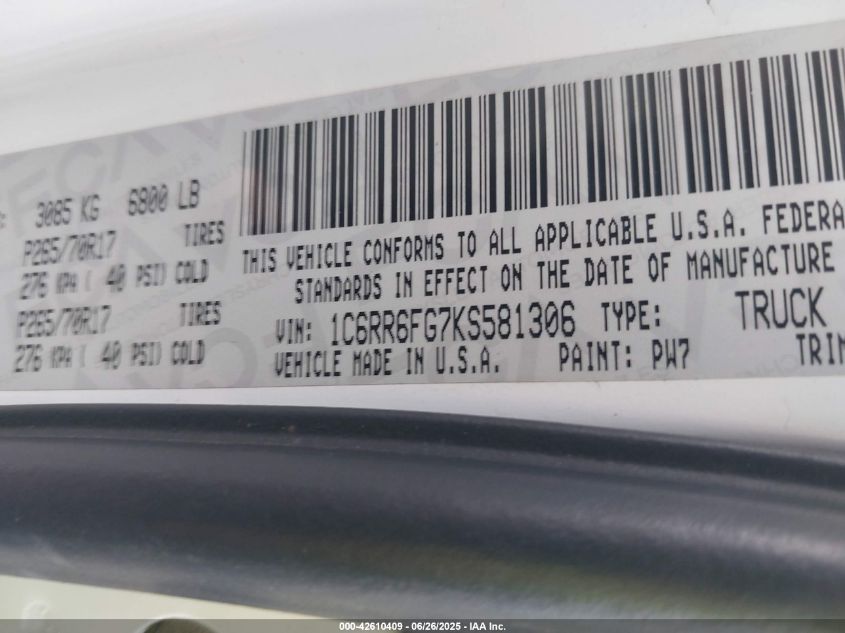 3085 KG 6800 LB
P265/70R17 TIRES
276 KPA ( 40 PSI) COLD
P265/70R17 TIRES
276 KPA ( 40 PSI) COLD
THIS VEHICLE CONFORMS TO ALL APPLICABLE U.S.A. FEDERA
STANDARDS IN EFFECT ON THE DATE OF MANUFACTURE
VIN: 1C6RR6FG7KS581306 TYPE: TRUCK
VEHICLE MADE IN U.S.A. PAINT: PW7 TRIM
000-42610409 - 06/26/2025 - IAA Inc.